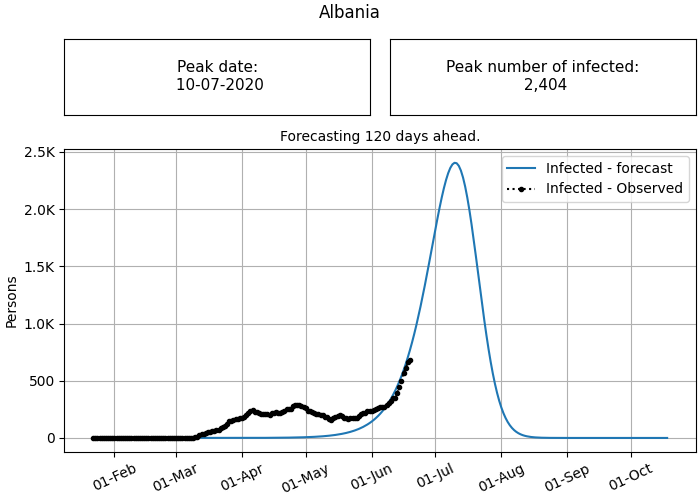 Albania
Peak date:
10-07-2020
Peak number of infected:
2,404
Forecasting 120 days ahead.
2.5K
2.0K
1.5K
1.0K
500
0
Persons
Infected - forecast
Infected - Observed
01-Feb
01-Mar
01-Apr
01-May
01-Jun
01-Jul
01-Aug
01-Sep
01-Oct